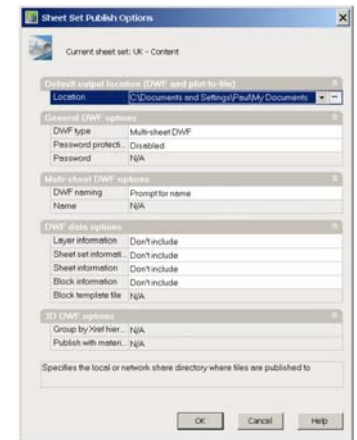 Sheet Set Publish Options
Current sheet set: UK - Content
Default output location (DWF and plot-to-file)
Location C:\Documents and Settings\Paul\My Documents
General DWF options
DWF type Multi-sheet DWF
Password protecti... Disabled
Password N/A
Multi-sheet DWF options
DWF naming Prompt for name
Name N/A
DWF data options
Layer information Don't include
Sheet set informati... Don't include
Sheet information Don't include
Block information Don't include
Block template file N/A
3D DWF options
Group by Xref hier... N/A
Publish with materi... N/A
Specifies the local or network share directory where files are published to
OK Cancel Help